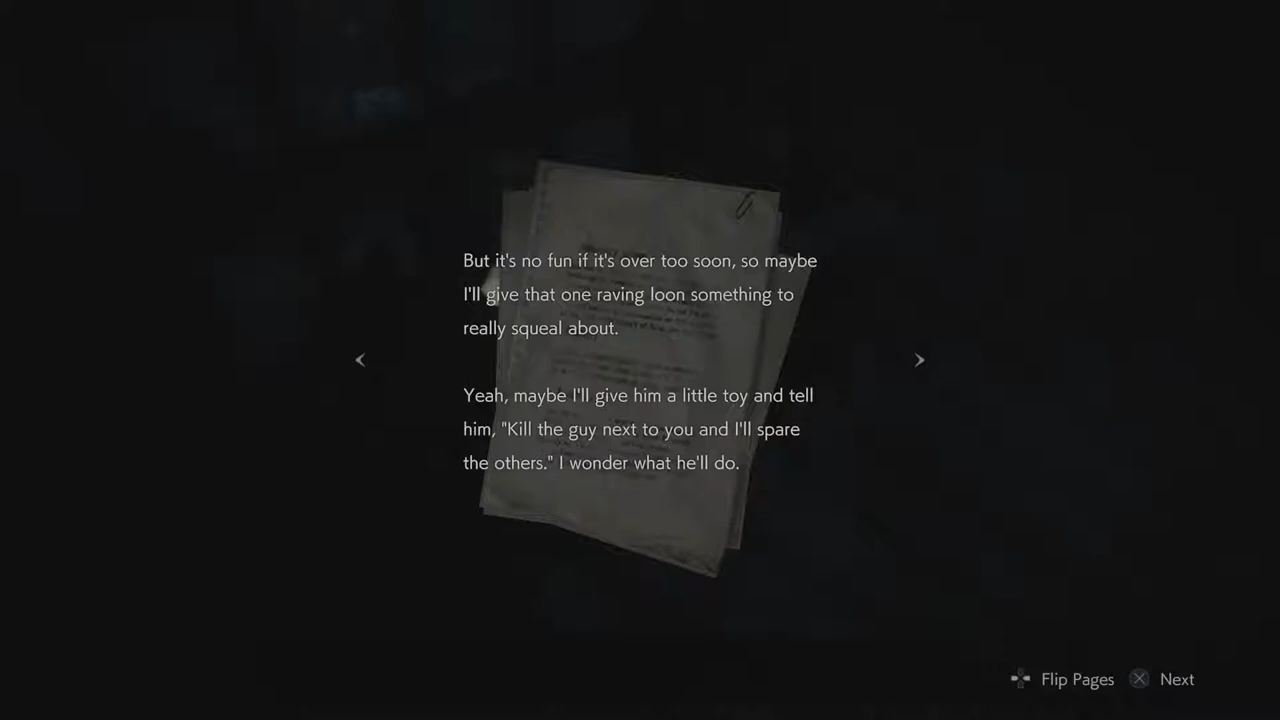 But it's no fun if it's over too soon, so maybe
I'll give that one raving loon something to
really squeal about.
Yeah, maybe I'll give him a little toy and tell
him, "Kill the guy next to you and I'll spare
the others." I wonder what he'll do.
Flip Pages
Next